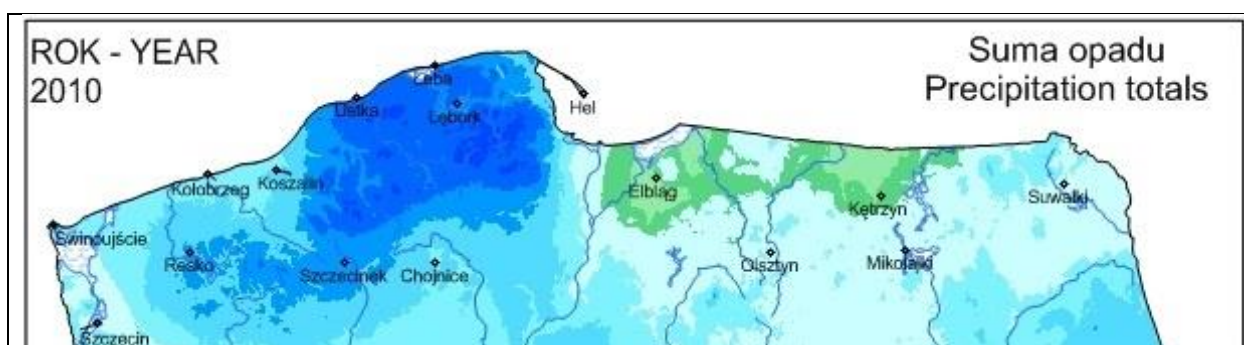 ROK - YEAR
2010
Suma opadu
Precipitation totals
Łeba
Ustka
Lębork
Hel
Kołobrzeg
Koszalin
Elbląg
Kętrzyn
Suwałki
Świnoujście
Resko
Szczecinek
Chojnice
Olsztyn
Mikołajki
Szczecin